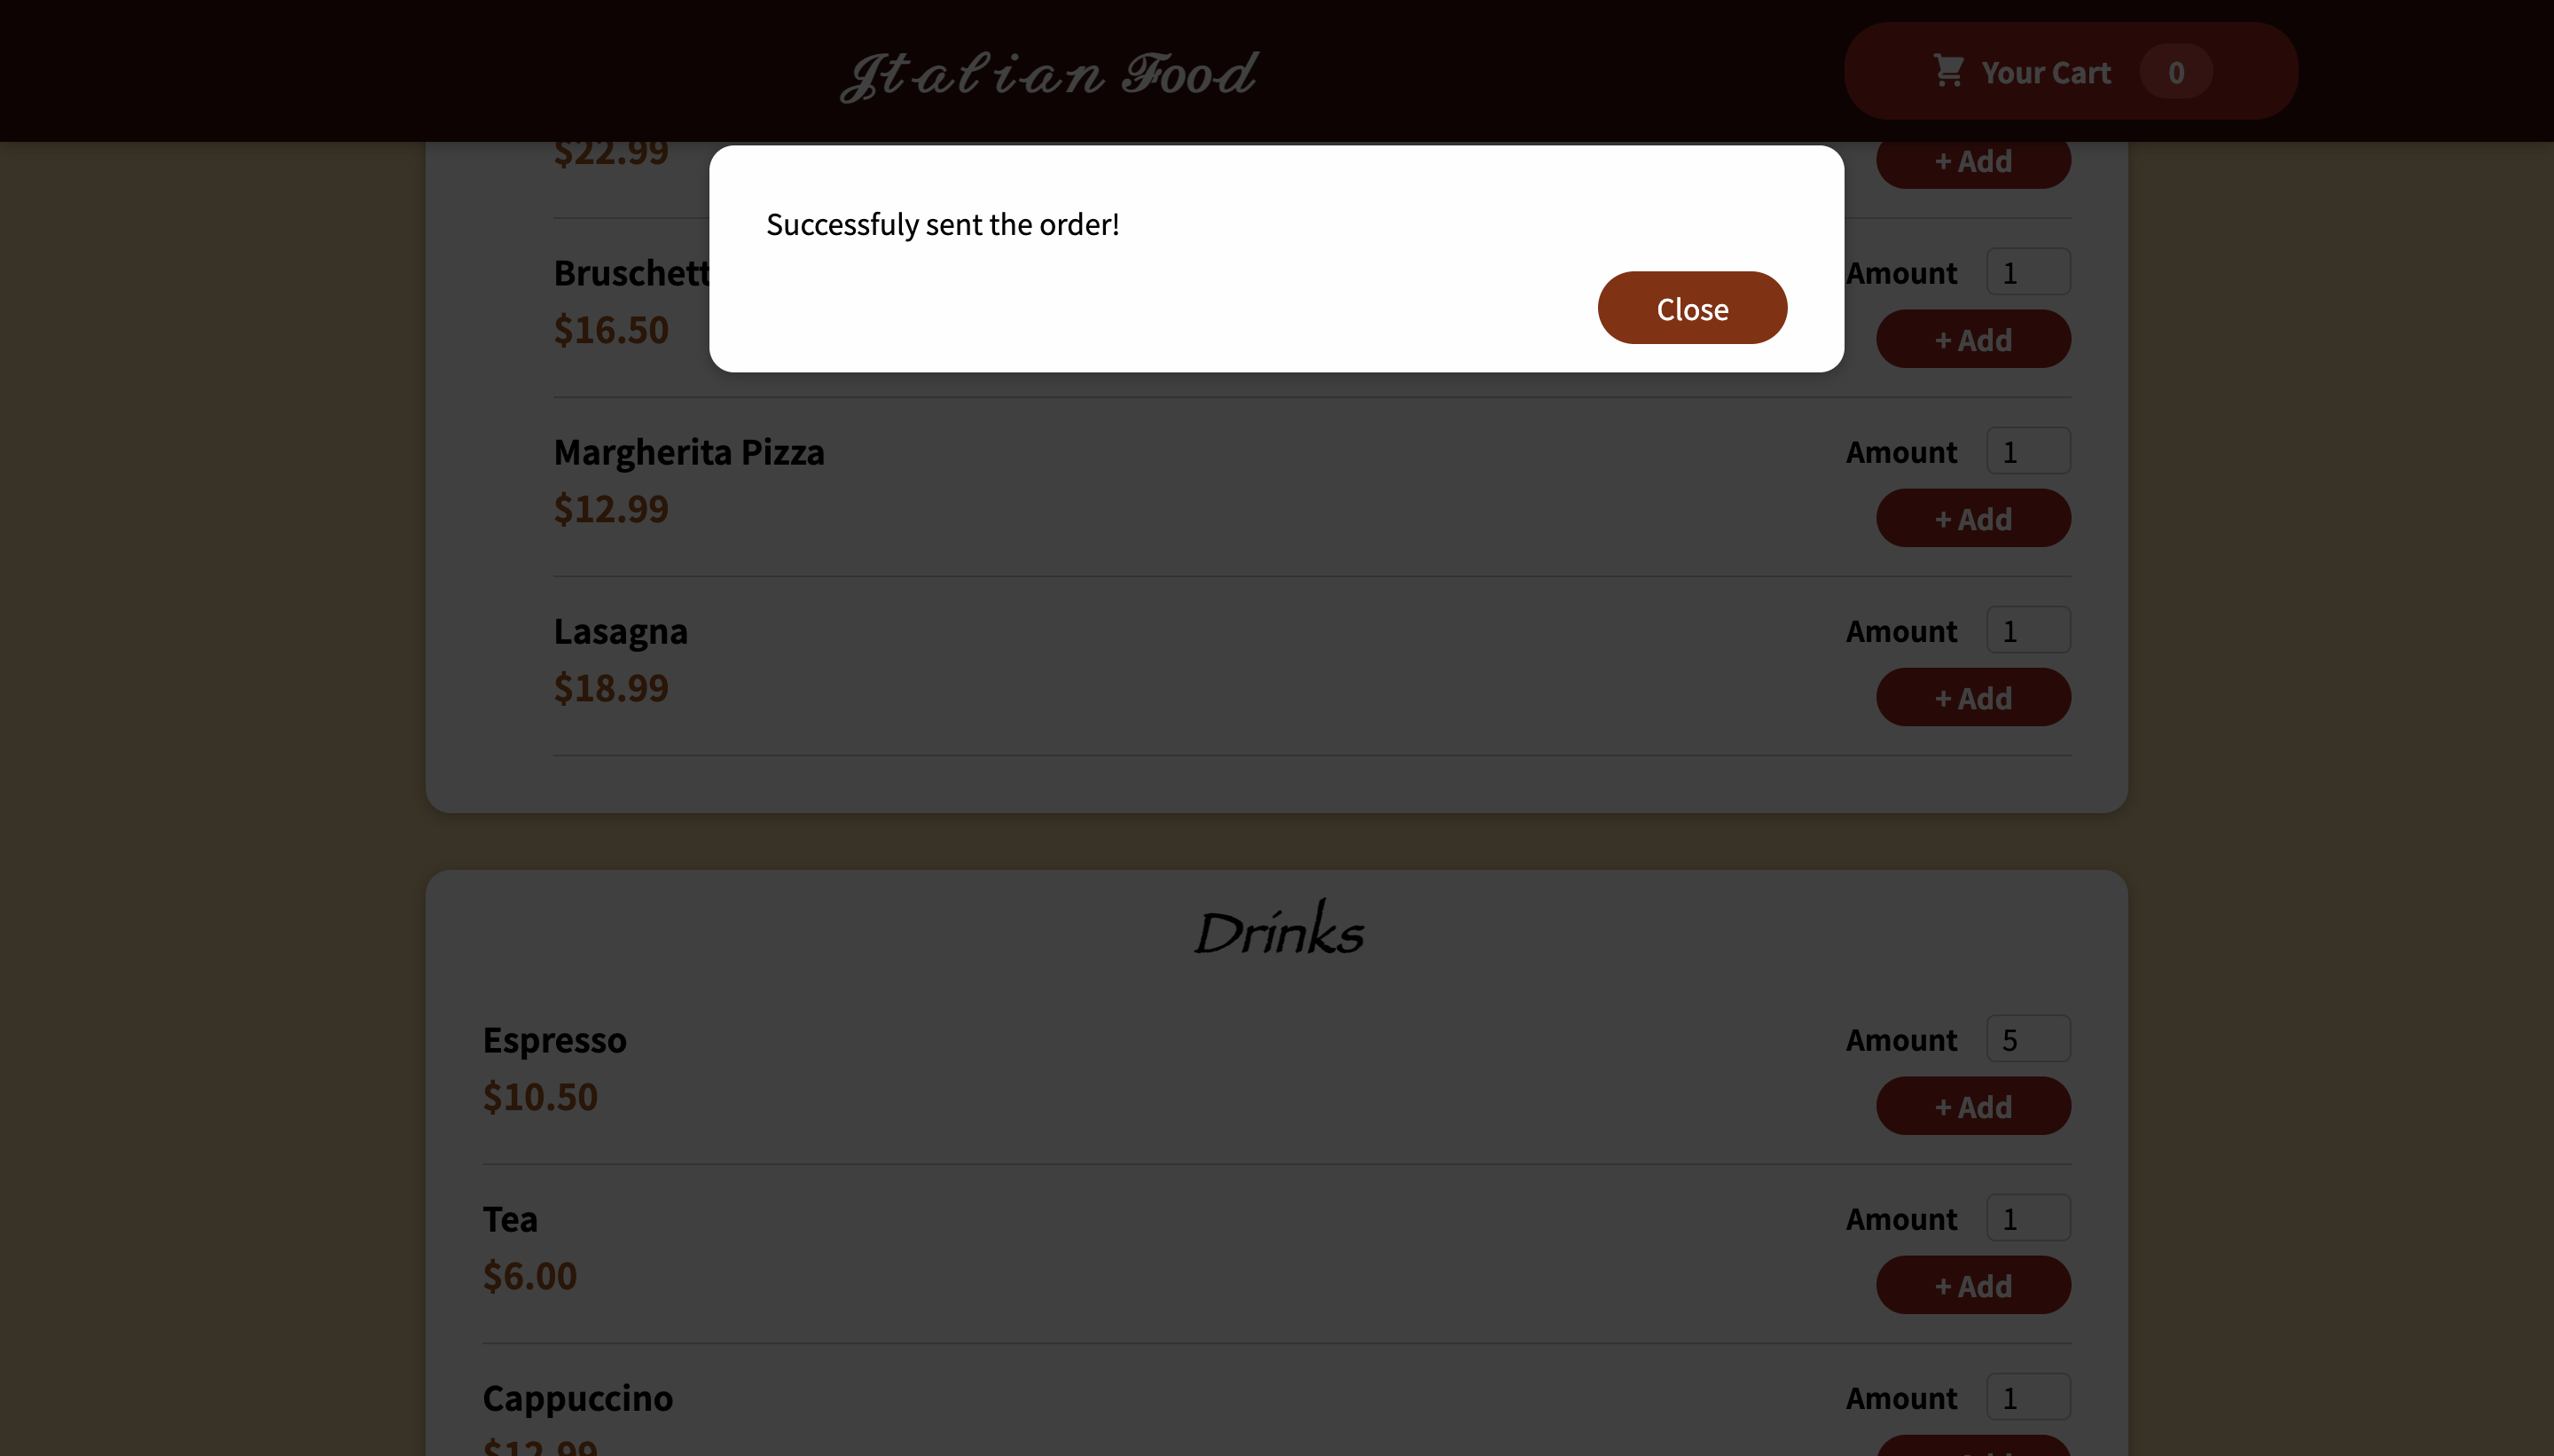 Italian Food
Your Cart 0
$22.99
+ Add
Successfuly sent the order!
Close
Bruschett
Amount 1
$16.50
+ Add
Margherita Pizza
Amount 1
$12.99
+ Add
Lasagna
Amount 1
$18.99
+ Add
Drinks
Espresso
Amount 5
$10.50
+ Add
Tea
Amount 1
$6.00
+ Add
Cappuccino
Amount 1
$12.99